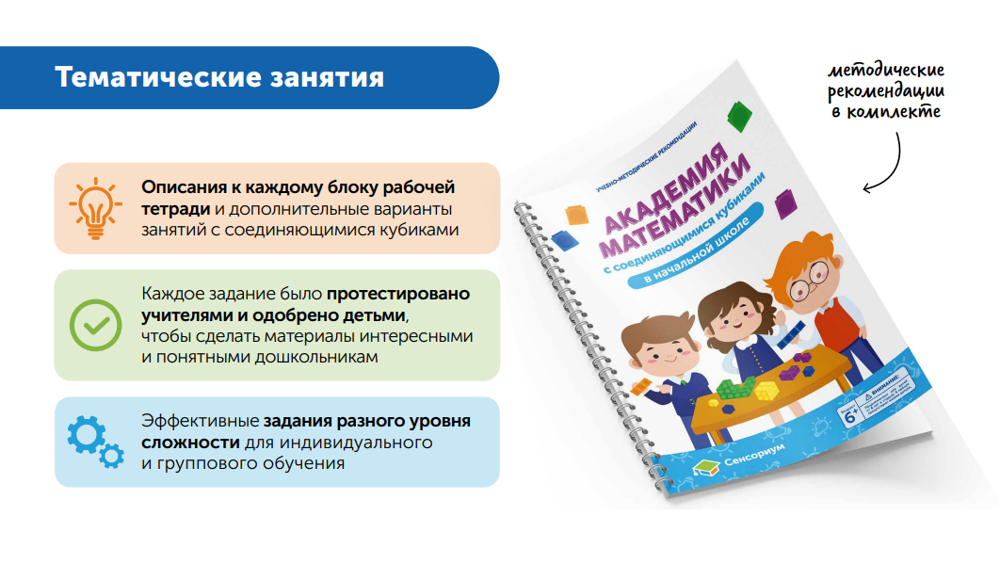 Тематические занятия
методические
рекомендации
в комплекте
Описания к каждому блоку рабочей
тетради и дополнительные варианты
занятий с соединяющимися кубиками
Каждое задание было протестировано
учителями и одобрено детьми,
чтобы сделать материалы интересными
и понятными дошкольникам
Эффективные задания разного уровня
сложности для индивидуального
и группового обучения
УЧЕБНО-МЕТОДИЧЕСКИЕ РЕКОМЕНДАЦИИ
АКАДЕМИЯ
МАТЕМАТИКИ
с соединяющимися кубиками
в начальной школе
6+
ВНИМАНИЕ:
Сенсориум